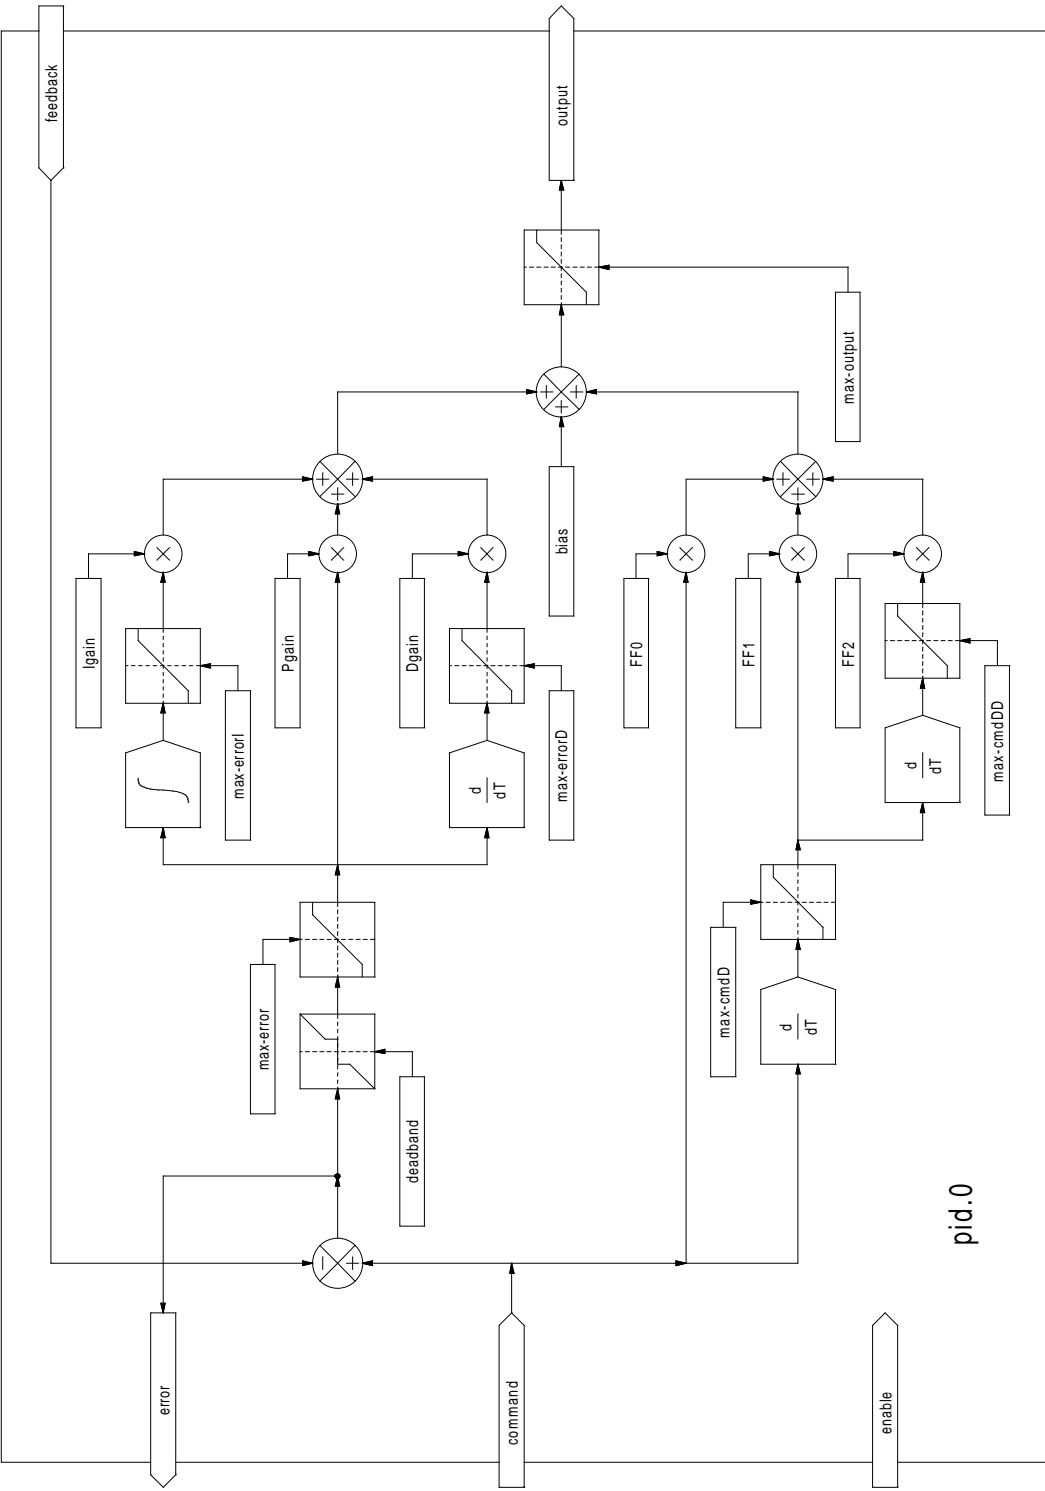 feedback
Igain
error
∫
max-errorI
max-error
Pgain
deadband
Dgain
d
dT
command
max-errorD
bias
output
FF0
max-cmdD
FF1
d
dT
FF2
max-output
enable
d
dT
pid.0
max-cmdDD